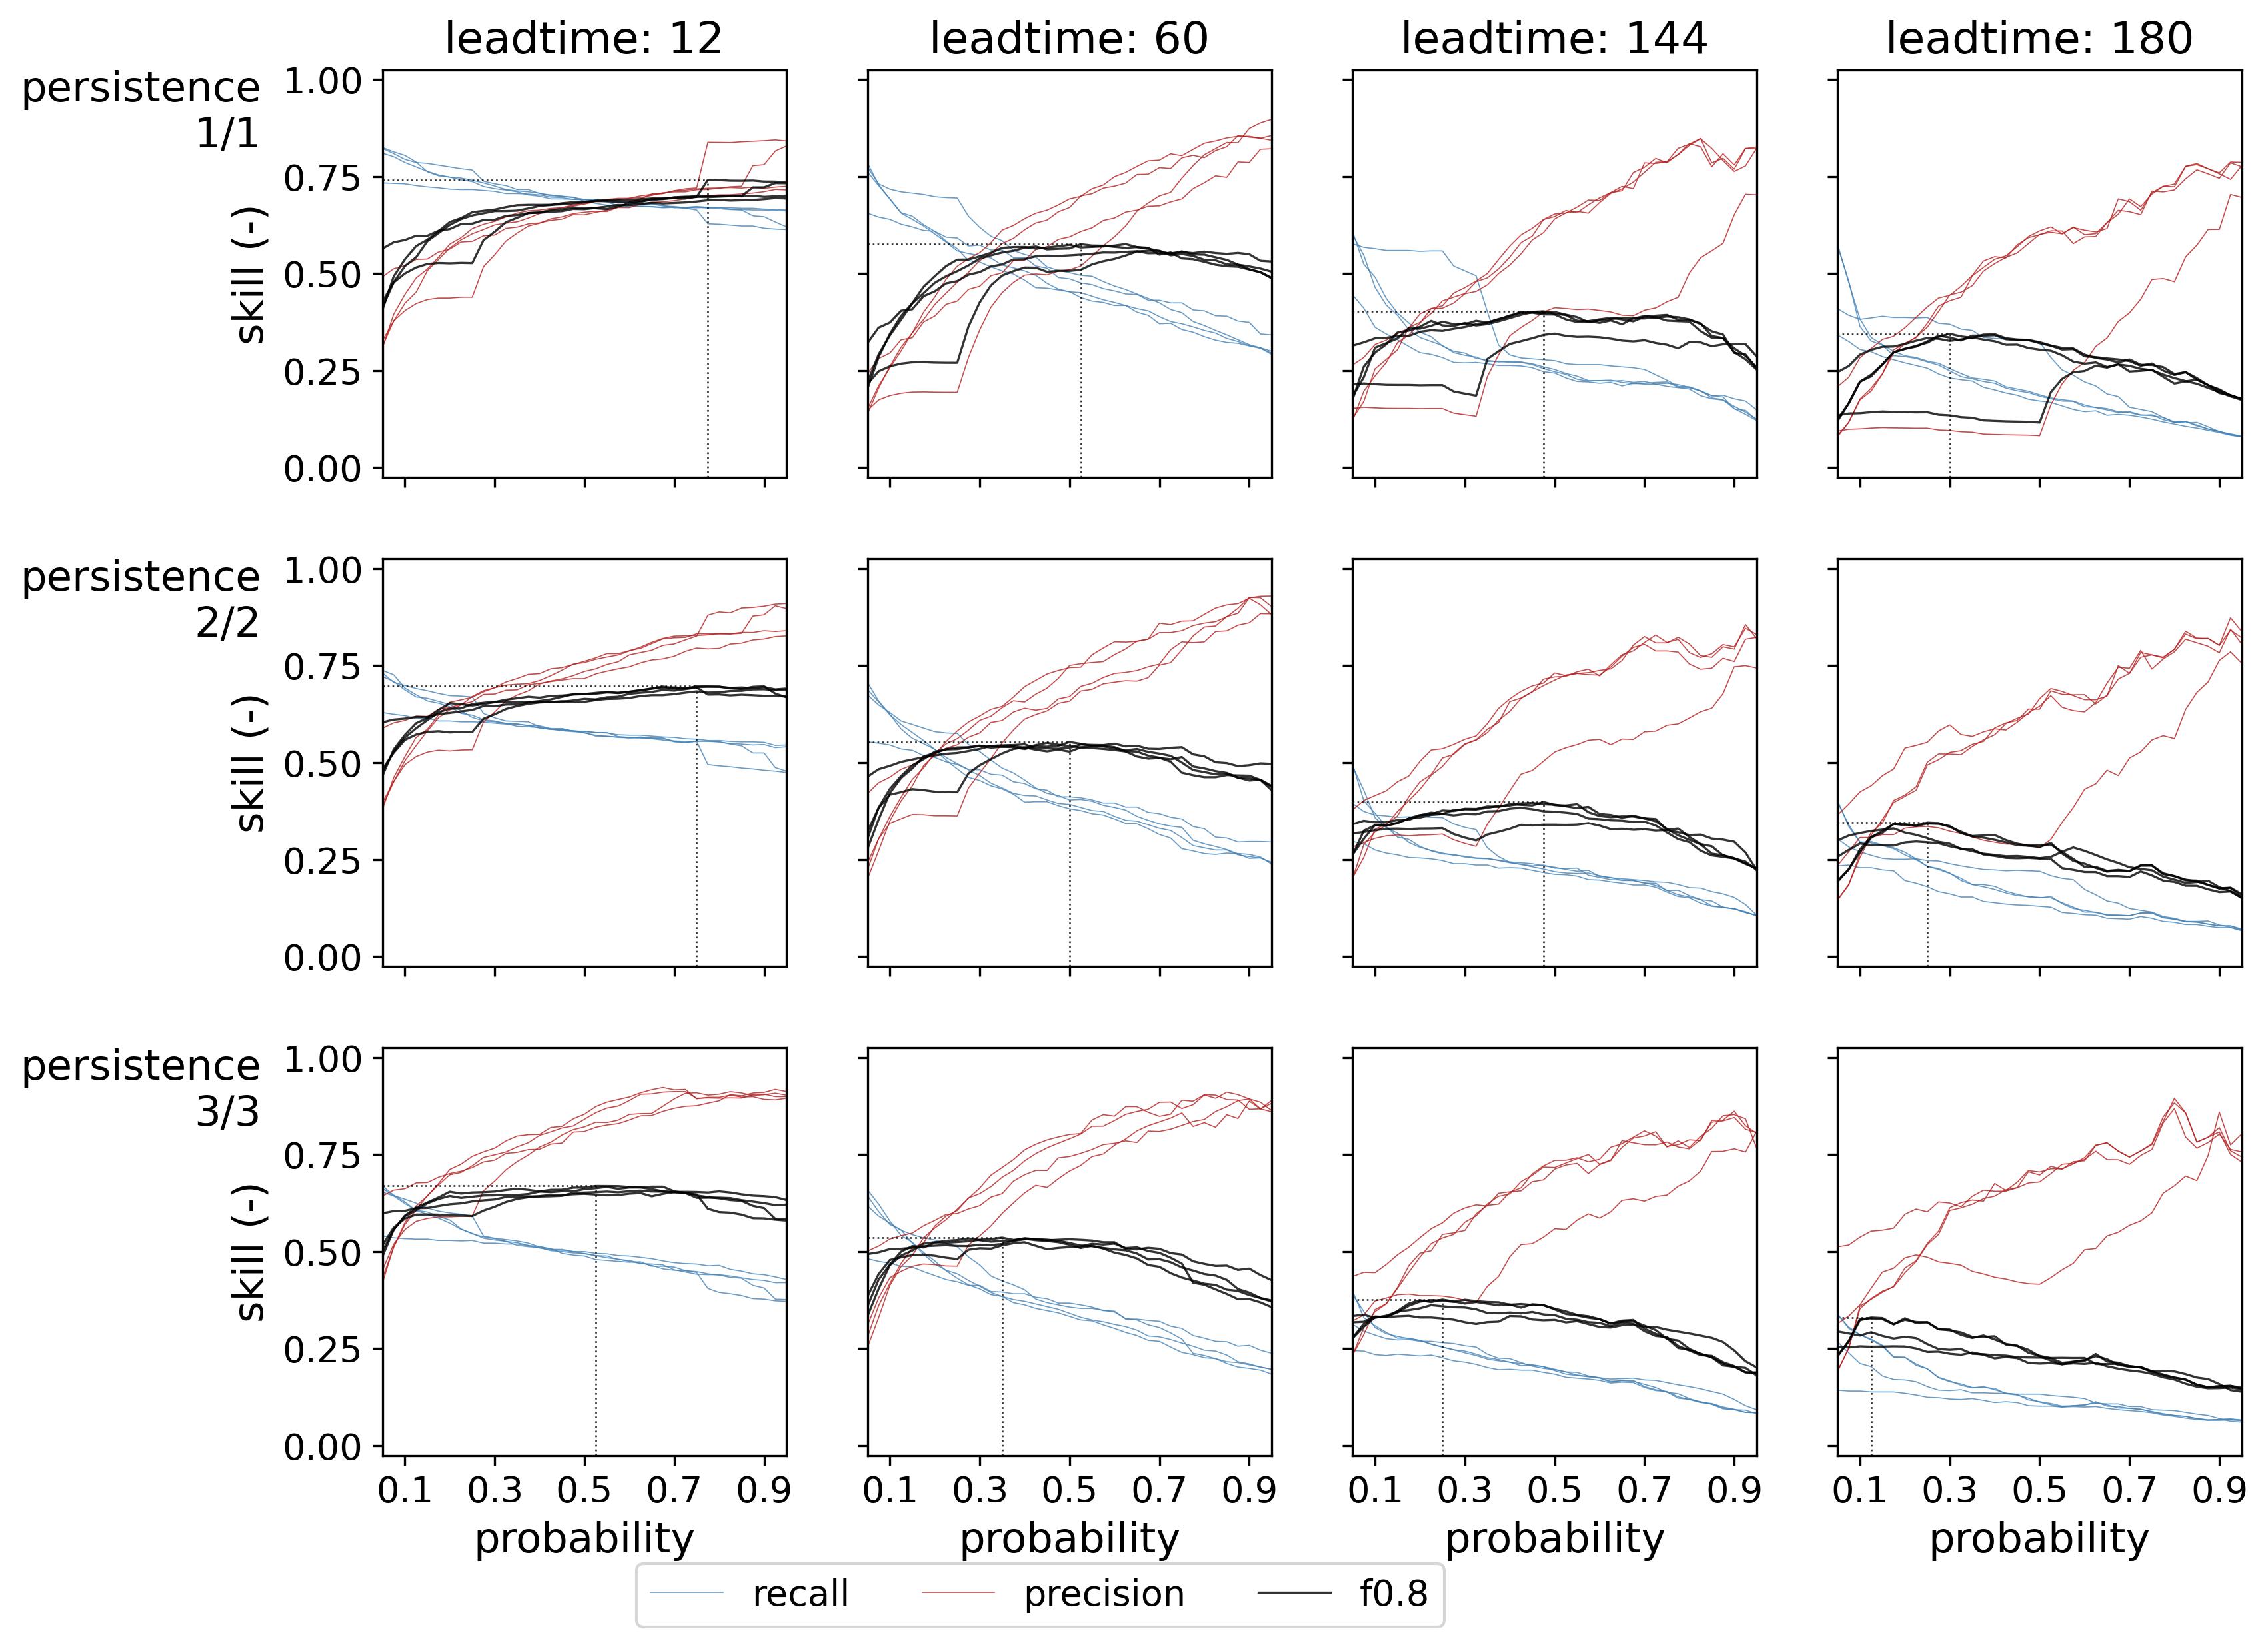 leadtime: 12 leadtime: 60 leadtime: 144 leadtime: 180
persistence
1/1
1.00
0.75
0.50
0.25
0.00
skill (-)
persistence
2/2
1.00
0.75
0.50
0.25
0.00
skill (-)
persistence
3/3
1.00
0.75
0.50
0.25
0.00
skill (-)
0.1 0.3 0.5 0.7 0.9 0.1 0.3 0.5 0.7 0.9 0.1 0.3 0.5 0.7 0.9 0.1 0.3 0.5 0.7 0.9
probability probability probability probability
recall precision f0.8